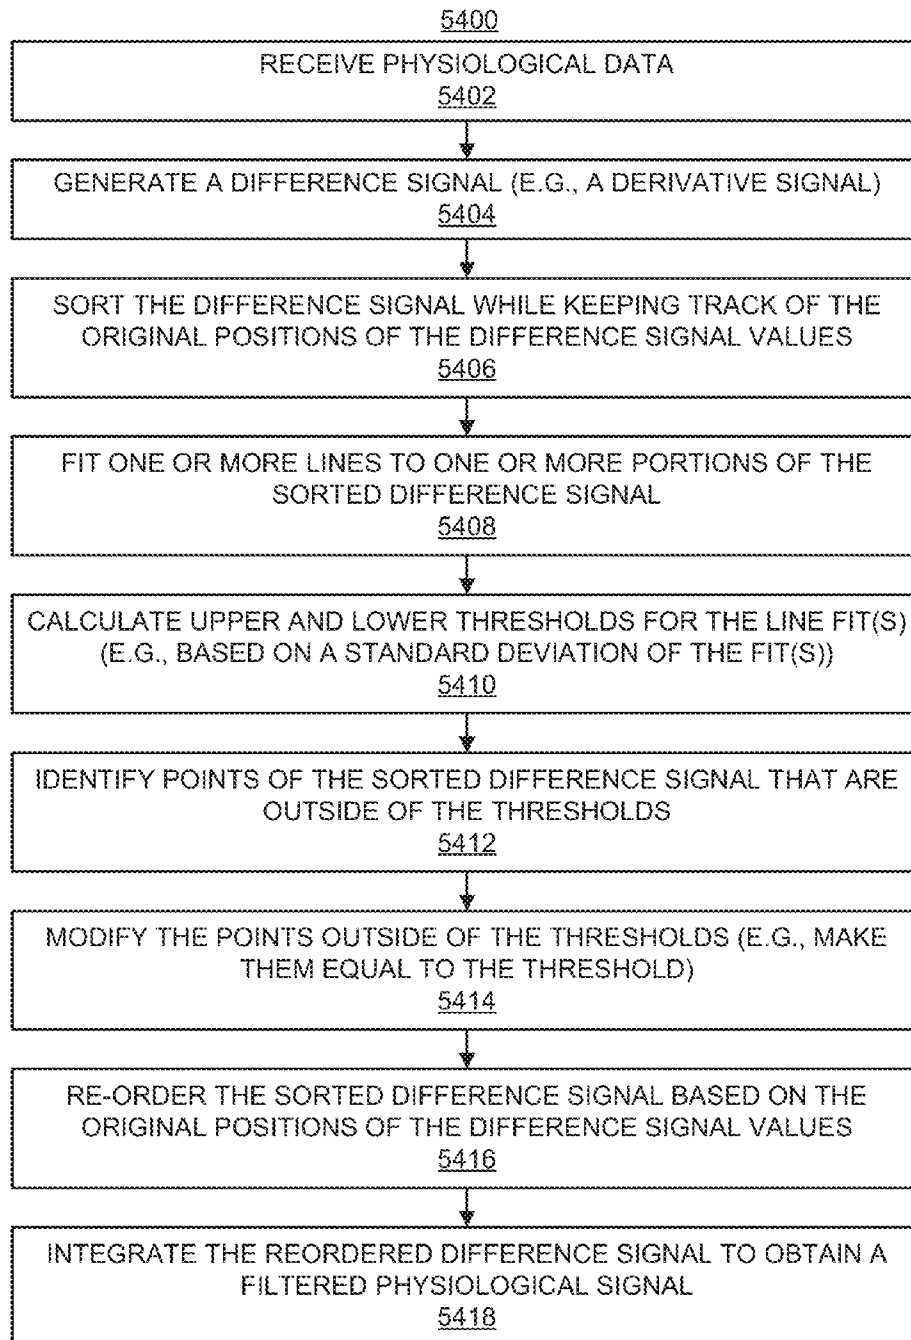 5400
RECEIVE PHYSIOLOGICAL DATA
5402
GENERATE A DIFFERENCE SIGNAL (E.G., A DERIVATIVE SIGNAL)
5404
SORT THE DIFFERENCE SIGNAL WHILE KEEPING TRACK OF THE
ORIGINAL POSITIONS OF THE DIFFERENCE SIGNAL VALUES
5406
FIT ONE OR MORE LINES TO ONE OR MORE PORTIONS OF THE
SORTED DIFFERENCE SIGNAL
5408
CALCULATE UPPER AND LOWER THRESHOLDS FOR THE LINE FIT(S)
(E.G., BASED ON A STANDARD DEVIATION OF THE FIT(S))
5410
IDENTIFY POINTS OF THE SORTED DIFFERENCE SIGNAL THAT ARE
OUTSIDE OF THE THRESHOLDS
5412
MODIFY THE POINTS OUTSIDE OF THE THRESHOLDS (E.G., MAKE
THEM EQUAL TO THE THRESHOLD)
5414
RE-ORDER THE SORTED DIFFERENCE SIGNAL BASED ON THE
ORIGINAL POSITIONS OF THE DIFFERENCE SIGNAL VALUES
5416
INTEGRATE THE REORDERED DIFFERENCE SIGNAL TO OBTAIN A
FILTERED PHYSIOLOGICAL SIGNAL
5418